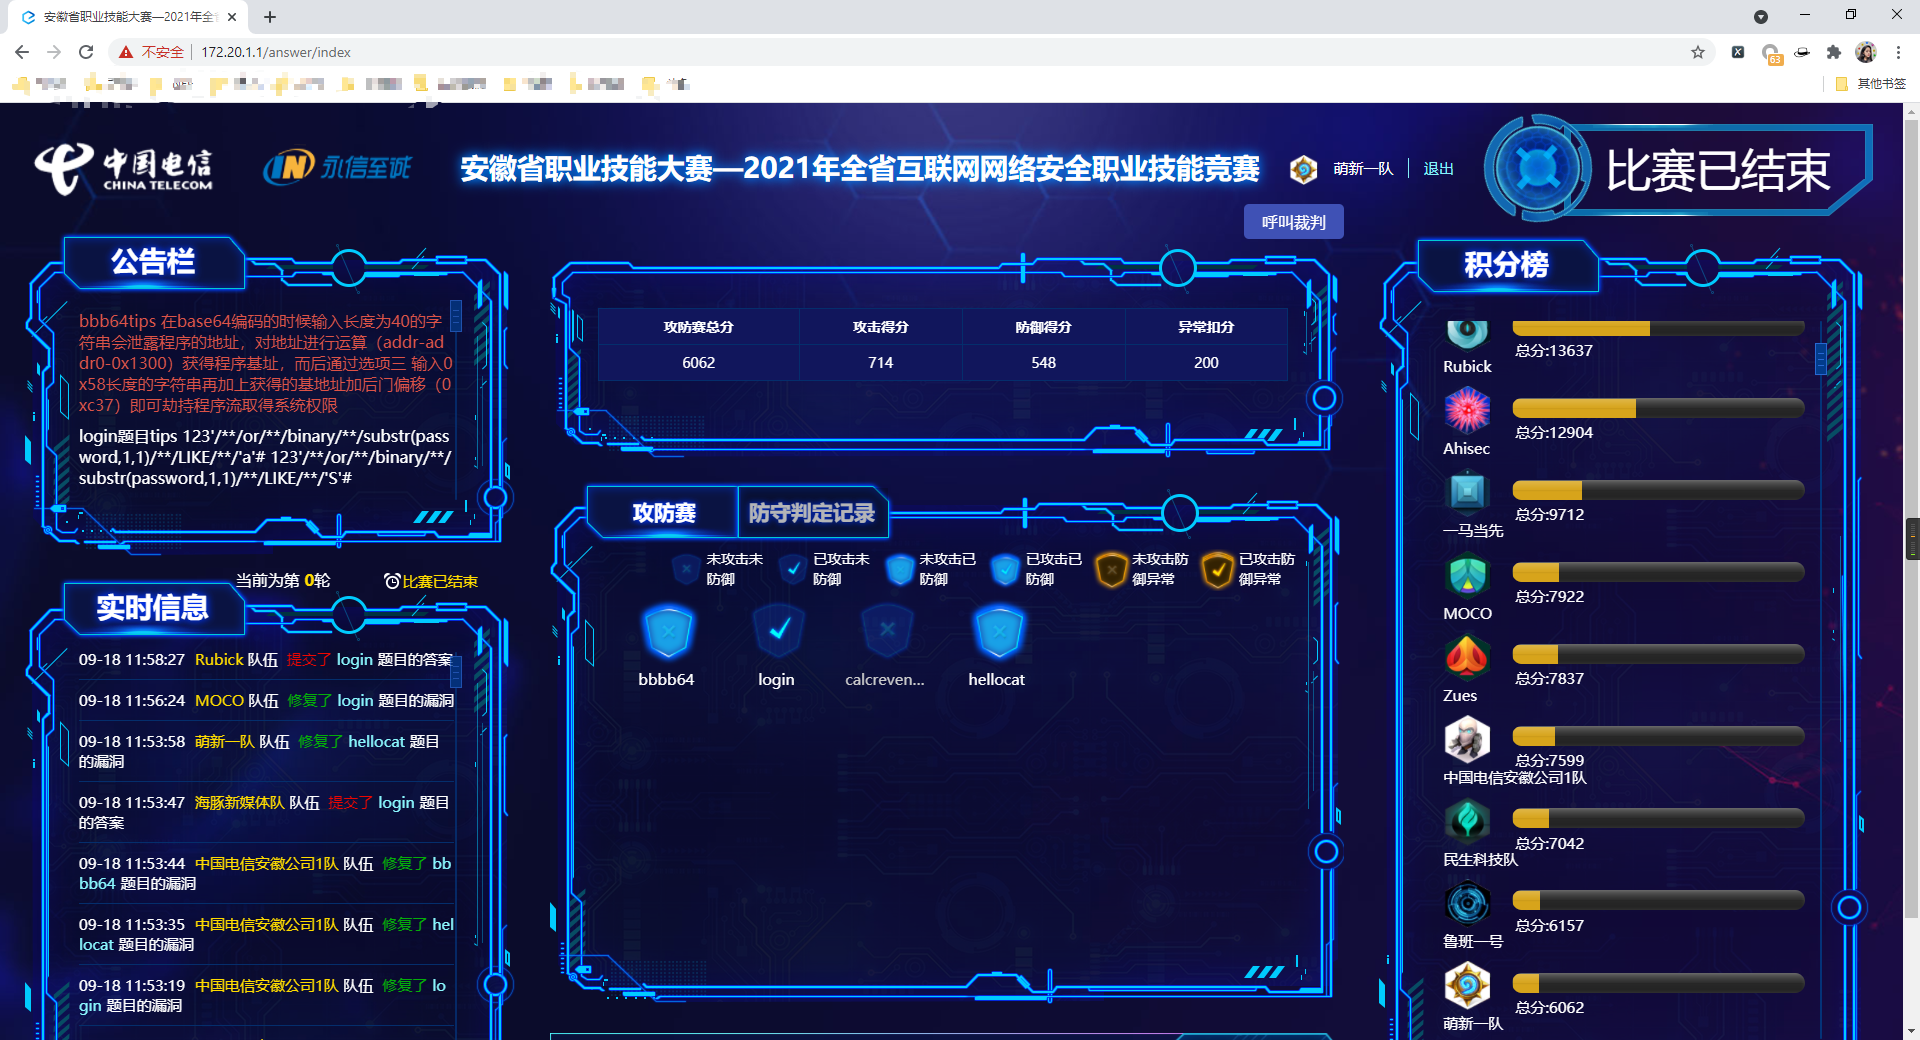 安徽省职业技能大赛—2021年全省
不安全
172.20.1.1/answer/index
63
其他书签
中国电信
CHINA TELECOM
IN 永信至诚
安徽省职业技能大赛—2021年全省互联网网络安全职业技能竞赛
萌新一队
退出
比赛已结束
呼叫裁判
公告栏
bbb64tips 在base64编码的时候输入长度为40的字
符串会泄露程序的地址，对地址进行运算（addr-ad
dr0-0x1300）获得程序基址，而后通过选项三 输入0
x58长度的字符串再加上获得的基地址加后门偏移（0
xc37）即可劫持程序流取得系统权限
login题目tips 123'/**/or/**/binary/**/substr(pass
word,1,1)/**/LIKE/**/'a'# 123'/**/or/**/binary/**/
substr(password,1,1)/**/LIKE/**/'S'#
当前为第 0轮
比赛已结束
实时信息
09-18 11:58:27 Rubick 队伍 提交了 login 题目的答案
09-18 11:56:24 MOCO 队伍 修复了 login 题目的漏洞
09-18 11:53:58 萌新一队 队伍 修复了 hellocat 题目
的漏洞
09-18 11:53:47 海豚新媒体队 队伍 提交了 login 题目
的答案
09-18 11:53:44 中国电信安徽公司1队 队伍 修复了 bb
bb64 题目的漏洞
09-18 11:53:35 中国电信安徽公司1队 队伍 修复了 hel
locat 题目的漏洞
09-18 11:53:19 中国电信安徽公司1队 队伍 修复了 lo
gin 题目的漏洞
攻防赛总分 攻击得分 防御得分 异常扣分
6062 714 548 200
攻防赛
防守判定记录
未攻击未
防御
已攻击未
防御
未攻击已
防御
已攻击已
防御
未攻击防
御异常
已攻击防
御异常
bbbb64
login
calcreven...
hellocat
积分榜
总分:13637
Rubick
总分:12904
Ahisec
总分:9712
一马当先
总分:7922
MOCO
总分:7837
Zues
总分:7599
中国电信安徽公司1队
总分:7042
民生科技队
总分:6157
鲁班一号
总分:6062
萌新一队